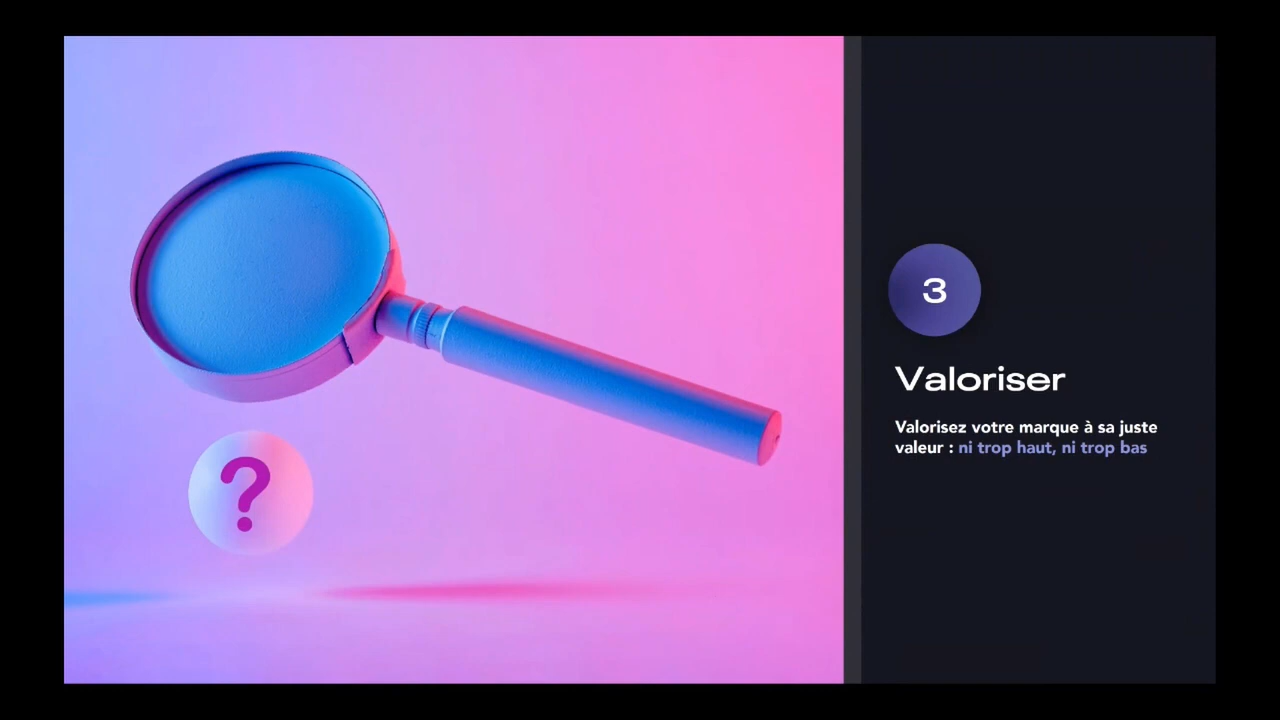 ?
3
Valoriser
Valorisez votre marque à sa juste
valeur : ni trop haut, ni trop bas